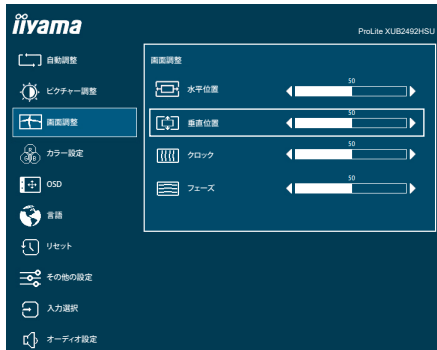 iiyama
ProLite XUB2492HSU
自動調整
ピクチャー調整
画面調整
カラー設定
R
G B
OSD
言語
リセット
その他の設定
入力選択
オーディオ設定
画面調整
水平位置
50
垂直位置
50
クロック
50
フェーズ
50